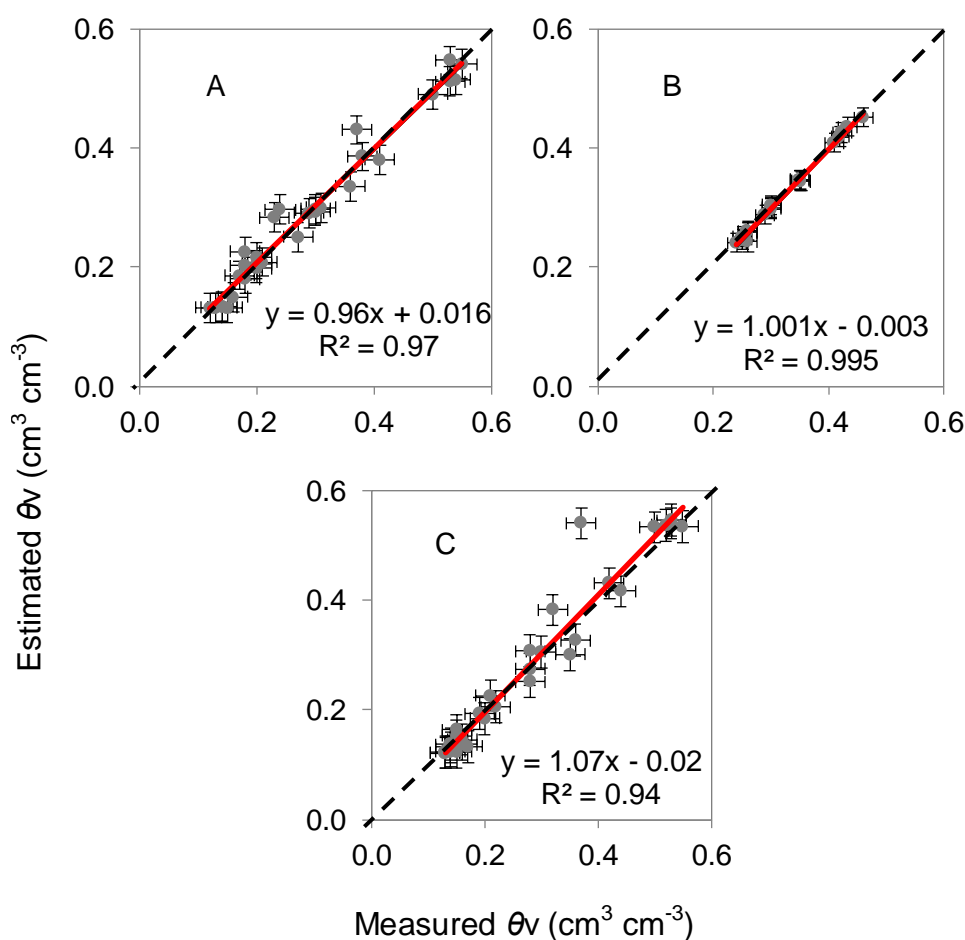 Estimated θv (cm³ cm⁻³)
0.6
0.4
0.2
0.0
A
y = 0.96x + 0.016
R² = 0.97
0.0 0.2 0.4 0.6
0.6
0.4
0.2
0.0
B
y = 1.001x - 0.003
R² = 0.995
0.0 0.2 0.4 0.6
0.6
0.4
0.2
0.0
C
y = 1.07x - 0.02
R² = 0.94
0.0 0.2 0.4 0.6
Measured θv (cm³ cm⁻³)